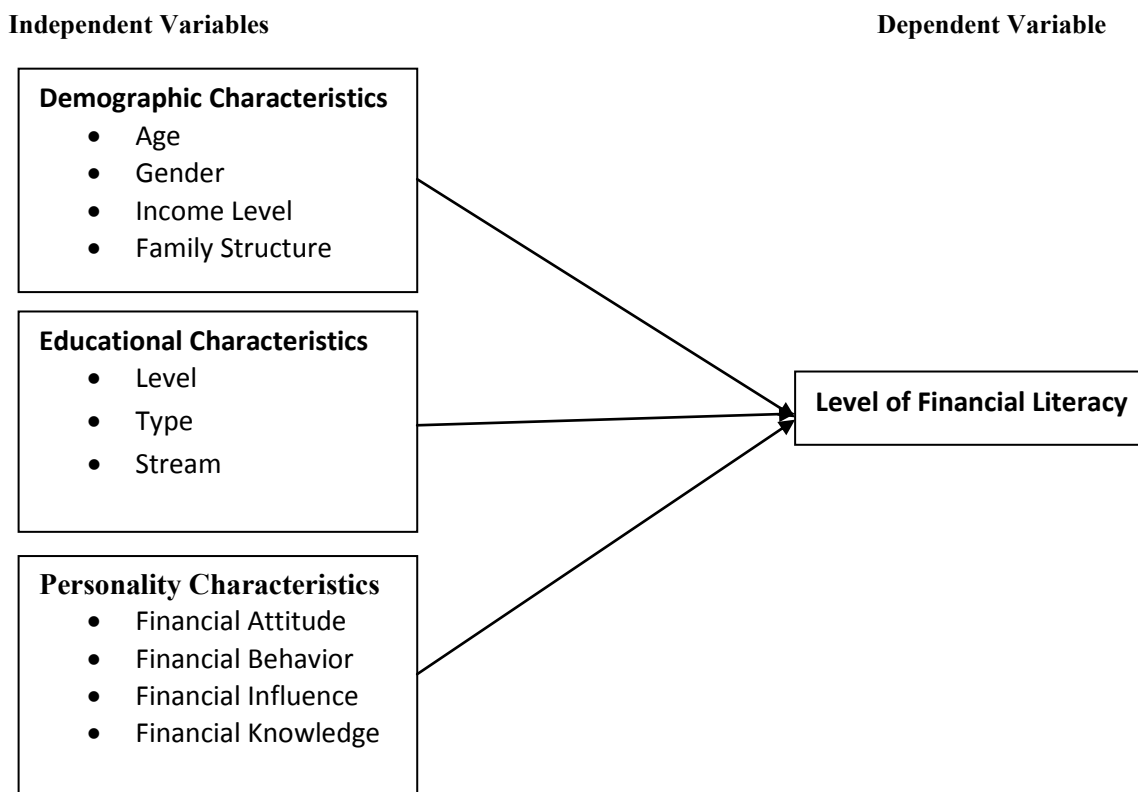 Independent Variables
Dependent Variable
Demographic Characteristics
• Age
• Gender
• Income Level
• Family Structure
Educational Characteristics
• Level
• Type
• Stream
Personality Characteristics
• Financial Attitude
• Financial Behavior
• Financial Influence
• Financial Knowledge
Level of Financial Literacy